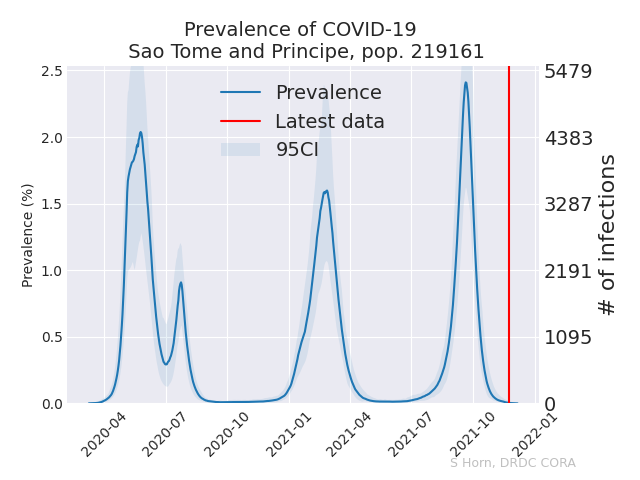 Prevalence of COVID-19
Sao Tome and Principe, pop. 219161
Prevalence
Latest data
95CI
Prevalence (%)
2.5
2.0
1.5
1.0
0.5
0.0
5479
4383
3287
2191
1095
0
# of infections
2020-04
2020-07
2020-10
2021-01
2021-04
2021-07
2021-10
2022-01
S Horn, DRDC CORA